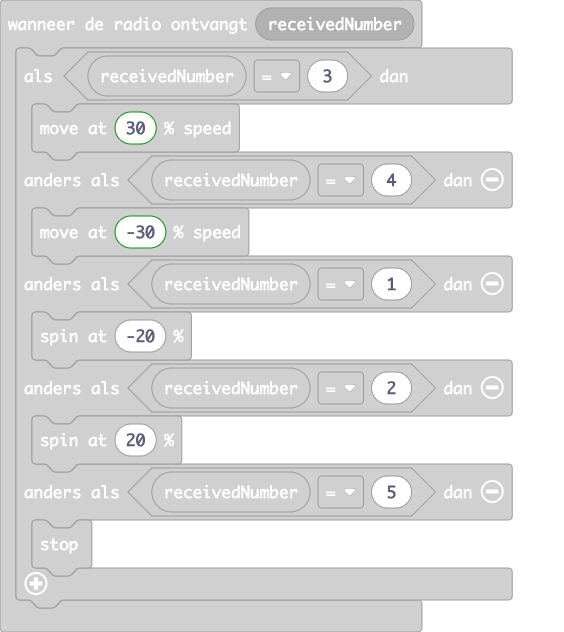 wanneer de radio ontvangt receivedNumber
als receivedNumber = 3 dan
move at 30 % speed
anders als receivedNumber = 4 dan
move at -30 % speed
anders als receivedNumber = 1 dan
spin at -20 %
anders als receivedNumber = 2 dan
spin at 20 %
anders als receivedNumber = 5 dan
stop